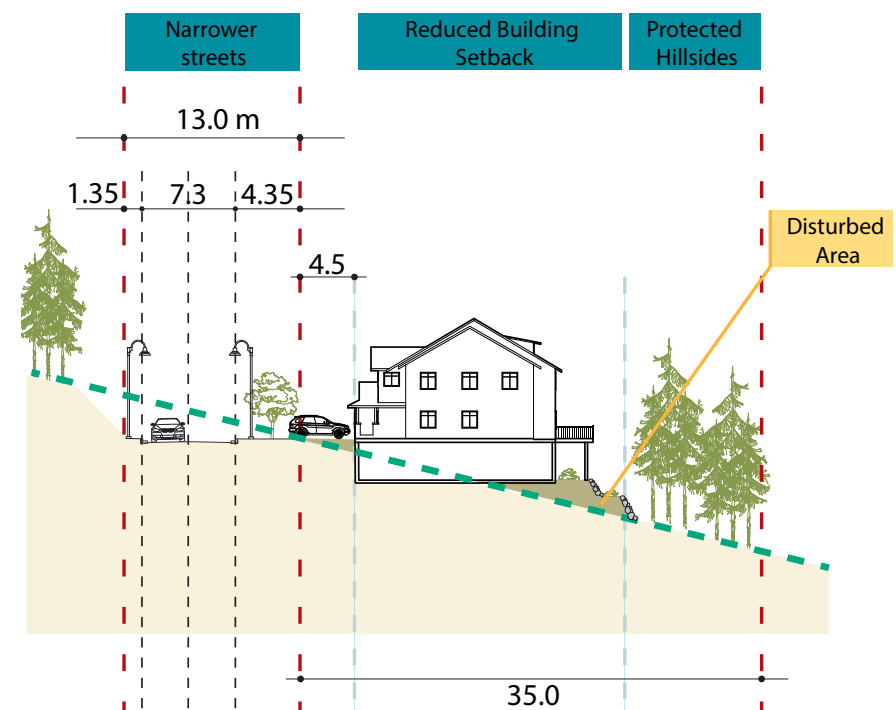 Narrower
streets
Reduced Building
Setback
Protected
Hillsides
13.0 m
1.35
7.3
4.35
4.5
Disturbed
Area
35.0